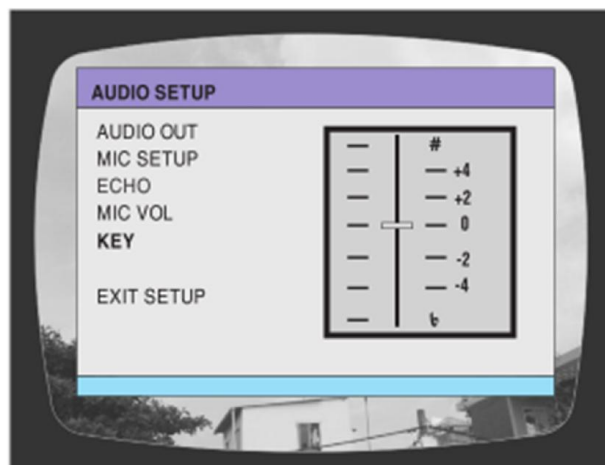 AUDIO SETUP
AUDIO OUT
MIC SETUP
ECHO
MIC VOL
KEY
EXIT SETUP
#
+4
+2
0
-2
-4
♭